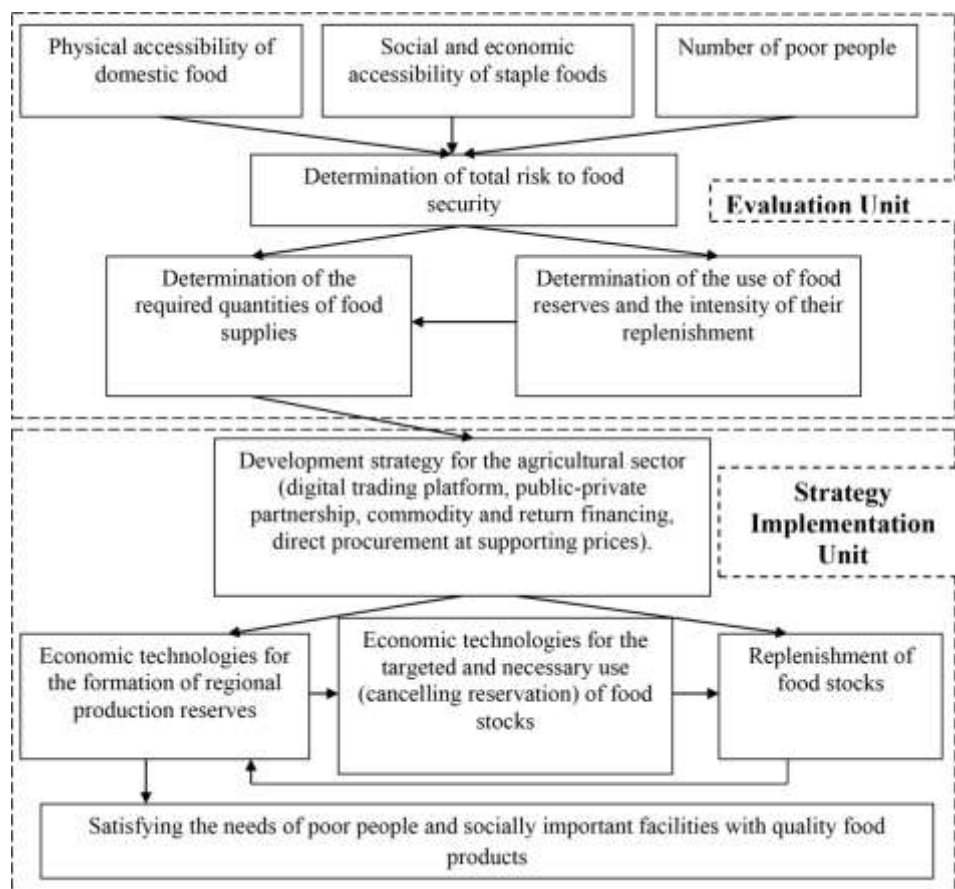 Physical accessibility of
domestic food
Social and economic
accessibility of staple foods
Number of poor people
Determination of total risk to food
security
Evaluation Unit
Determination of the
required quantities of food
supplies
Determination of the use of food
reserves and the intensity of their
replenishment
Development strategy for the agricultural sector
(digital trading platform, public-private
partnership, commodity and return financing,
direct procurement at supporting prices).
Strategy
Implementation
Unit
Economic technologies for
the formation of regional
production reserves
Economic technologies for the
targeted and necessary use
(cancelling reservation) of food
stocks
Replenishment of
food stocks
Satisfying the needs of poor people and socially important facilities with quality food
products